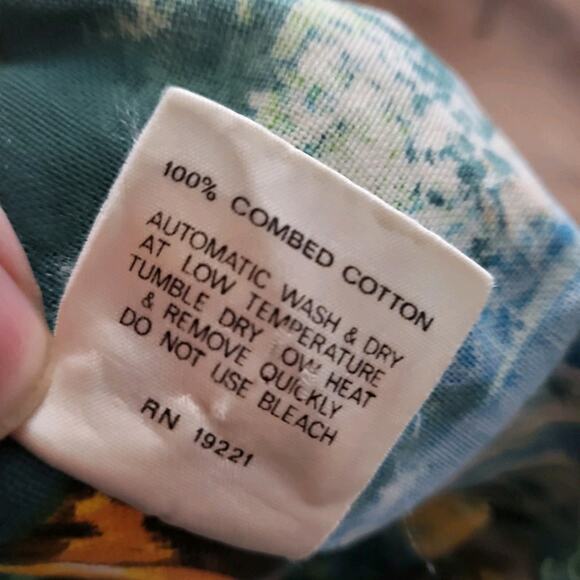 100% COMBED COTTON
AUTOMATIC WASH & DRY
AT LOW TEMPERATURE
TUMBLE DRY LOW HEAT
& REMOVE QUICKLY
DO NOT USE BLEACH
RN 19221